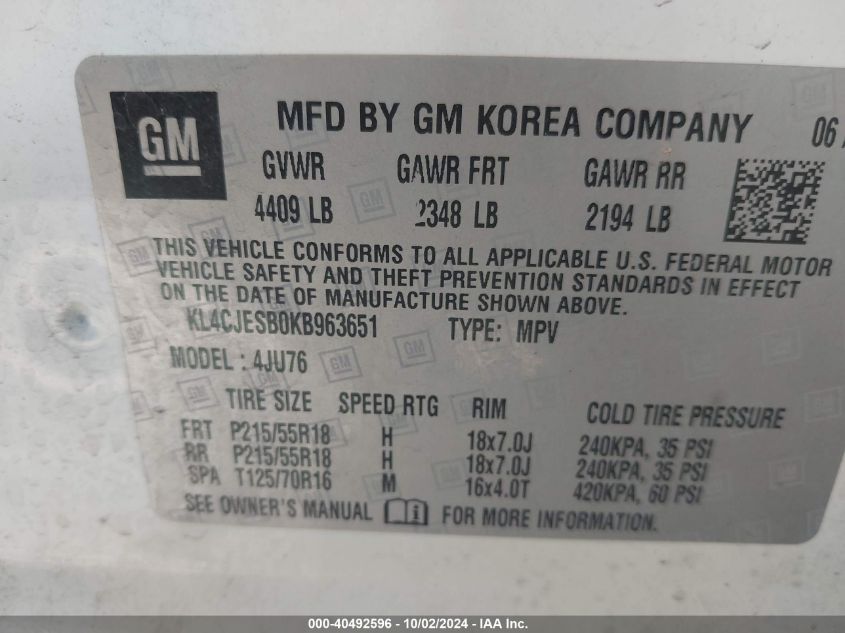 GM
MFD BY GM KOREA COMPANY 06
GVWR GAWR FRT GAWR RR
4409 LB 2348 LB 2194 LB
THIS VEHICLE CONFORMS TO ALL APPLICABLE U.S. FEDERAL MOTOR
VEHICLE SAFETY AND THEFT PREVENTION STANDARDS IN EFFECT
ON THE DATE OF MANUFACTURE SHOWN ABOVE.
KL4CJESB0KB963651 TYPE: MPV
MODEL: 4JU76
TIRE SIZE SPEED RTG RIM COLD TIRE PRESSURE
FRT P215/55R18 H 18x7.0J 240KPA, 35 PSI
RR P215/55R18 H 18x7.0J 240KPA, 35 PSI
SPA T125/70R16 M 16x4.0T 420KPA, 60 PSI
SEE OWNER'S MANUAL FOR MORE INFORMATION.
000-40492596 - 10/02/2024 - IAA Inc.